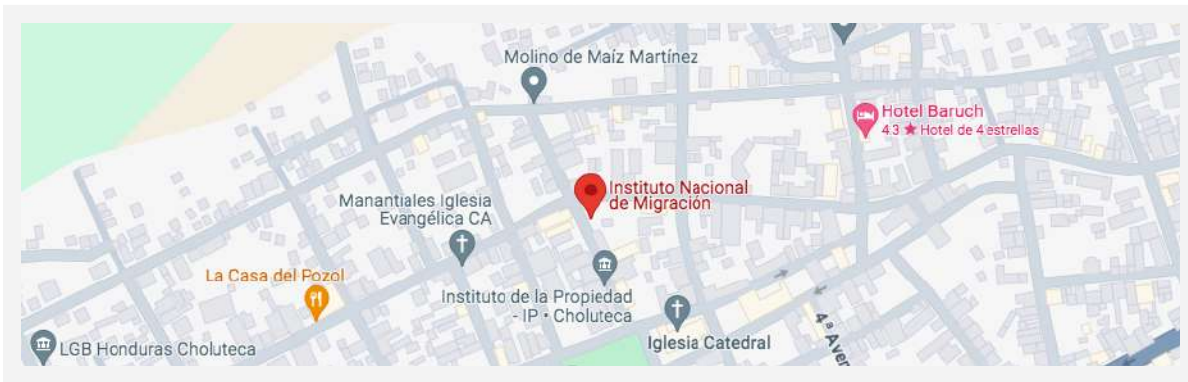 Molino de Maíz Martínez
Hotel Baruch
4.3 ★ Hotel de 4 estrellas
Instituto Nacional
de Migración
Manantiales Iglesia
Evangélica CA
La Casa del Pozol
Instituto de la Propiedad
- IP • Choluteca
Iglesia Catedral
4ª Aven
LGB Honduras Choluteca